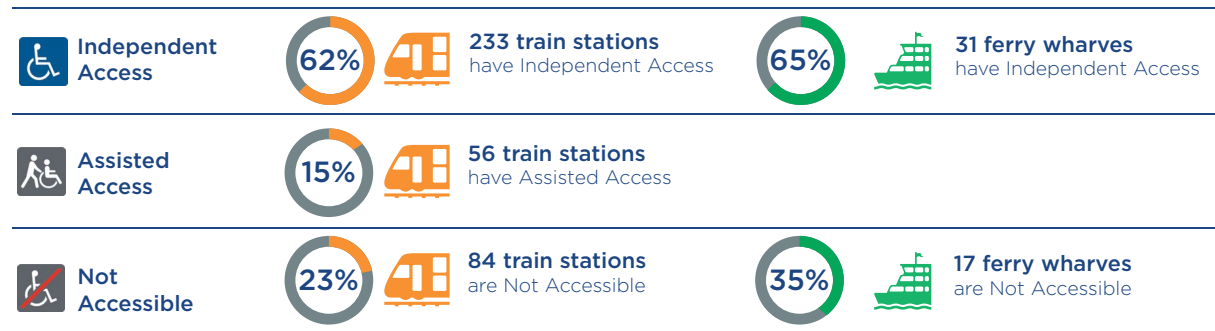 Independent
Access
62%
233 train stations
have Independent Access
65%
31 ferry wharves
have Independent Access
Assisted
Access
15%
56 train stations
have Assisted Access
Not
Accessible
23%
84 train stations
are Not Accessible
35%
17 ferry wharves
are Not Accessible